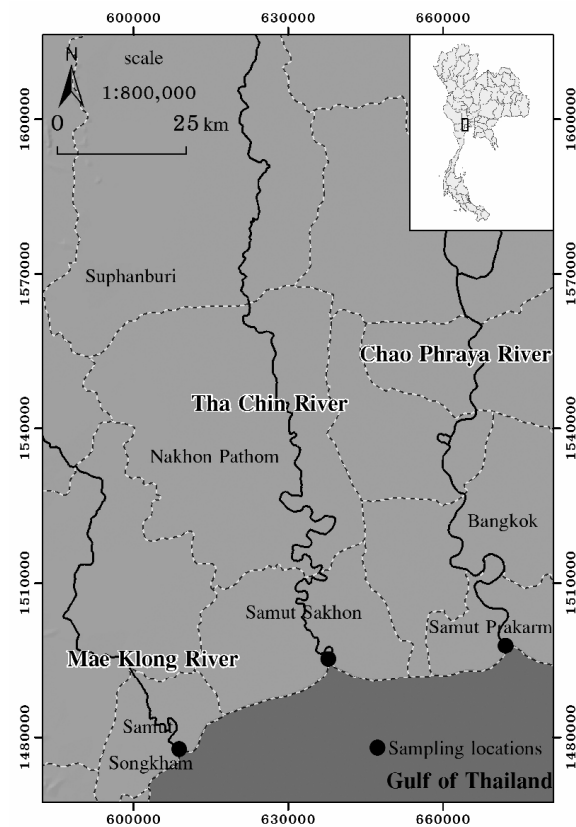 600000 630000 660000
N
scale
1:800,000
0 25 km
1600000
1600000
Suphanburi
1570000
1570000
Chao Phraya River
Tha Chin River
1540000
1540000
Nakhon Pathom
Bangkok
1510000
1510000
Samut Sakhon
Samut Prakarm
Mae Klong River
Samut
Songkham
1480000
1480000
Sampling locations
Gulf of Thailand
600000 630000 660000